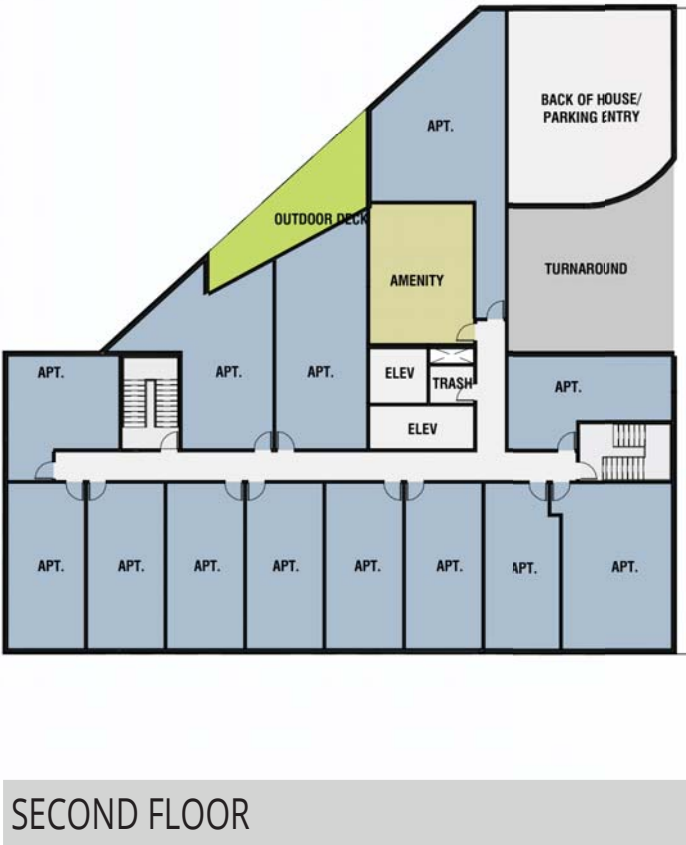 BACK OF HOUSE/
PARKING ENTRY
APT.
OUTDOOR DECK
TURNAROUND
AMENITY
APT.
APT.
APT.
ELEV
TRASH
APT.
ELEV
APT.
APT.
APT.
APT.
APT.
APT.
APT.
APT.
SECOND FLOOR